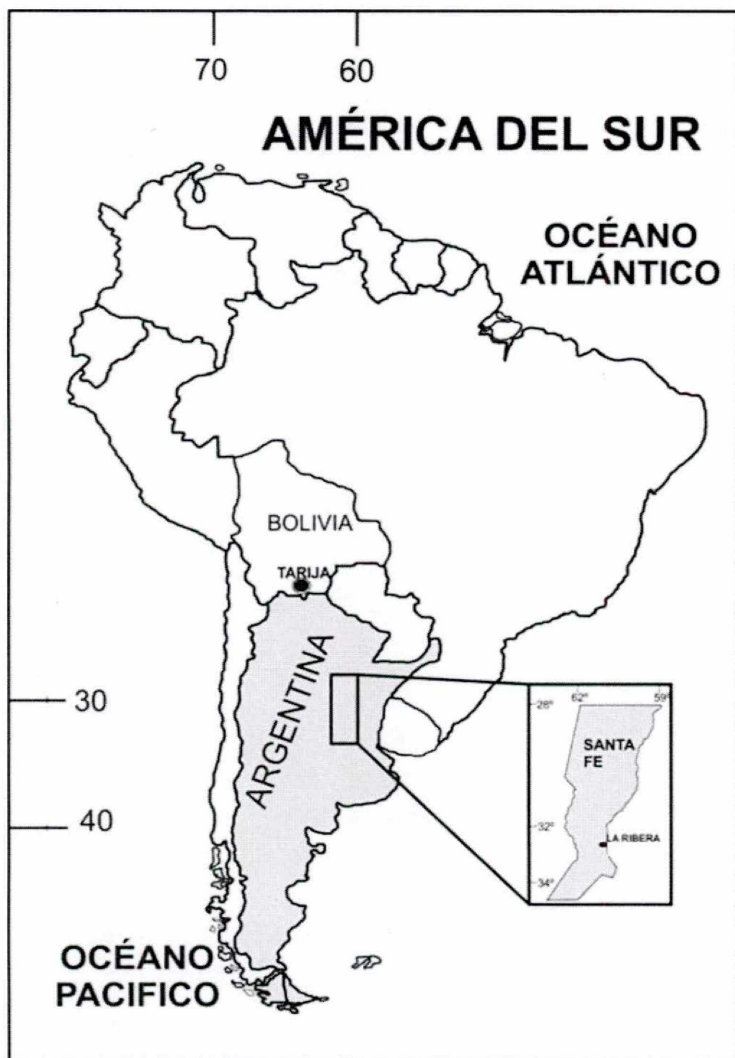 70 60
AMÉRICA DEL SUR
OCÉANO
ATLÁNTICO
BOLIVIA
TARIJA
ARGENTINA
30
40
62° 59°
28°
SANTA
FE
32°
LA RIBERA
34°
OCÉANO
PACIFICO